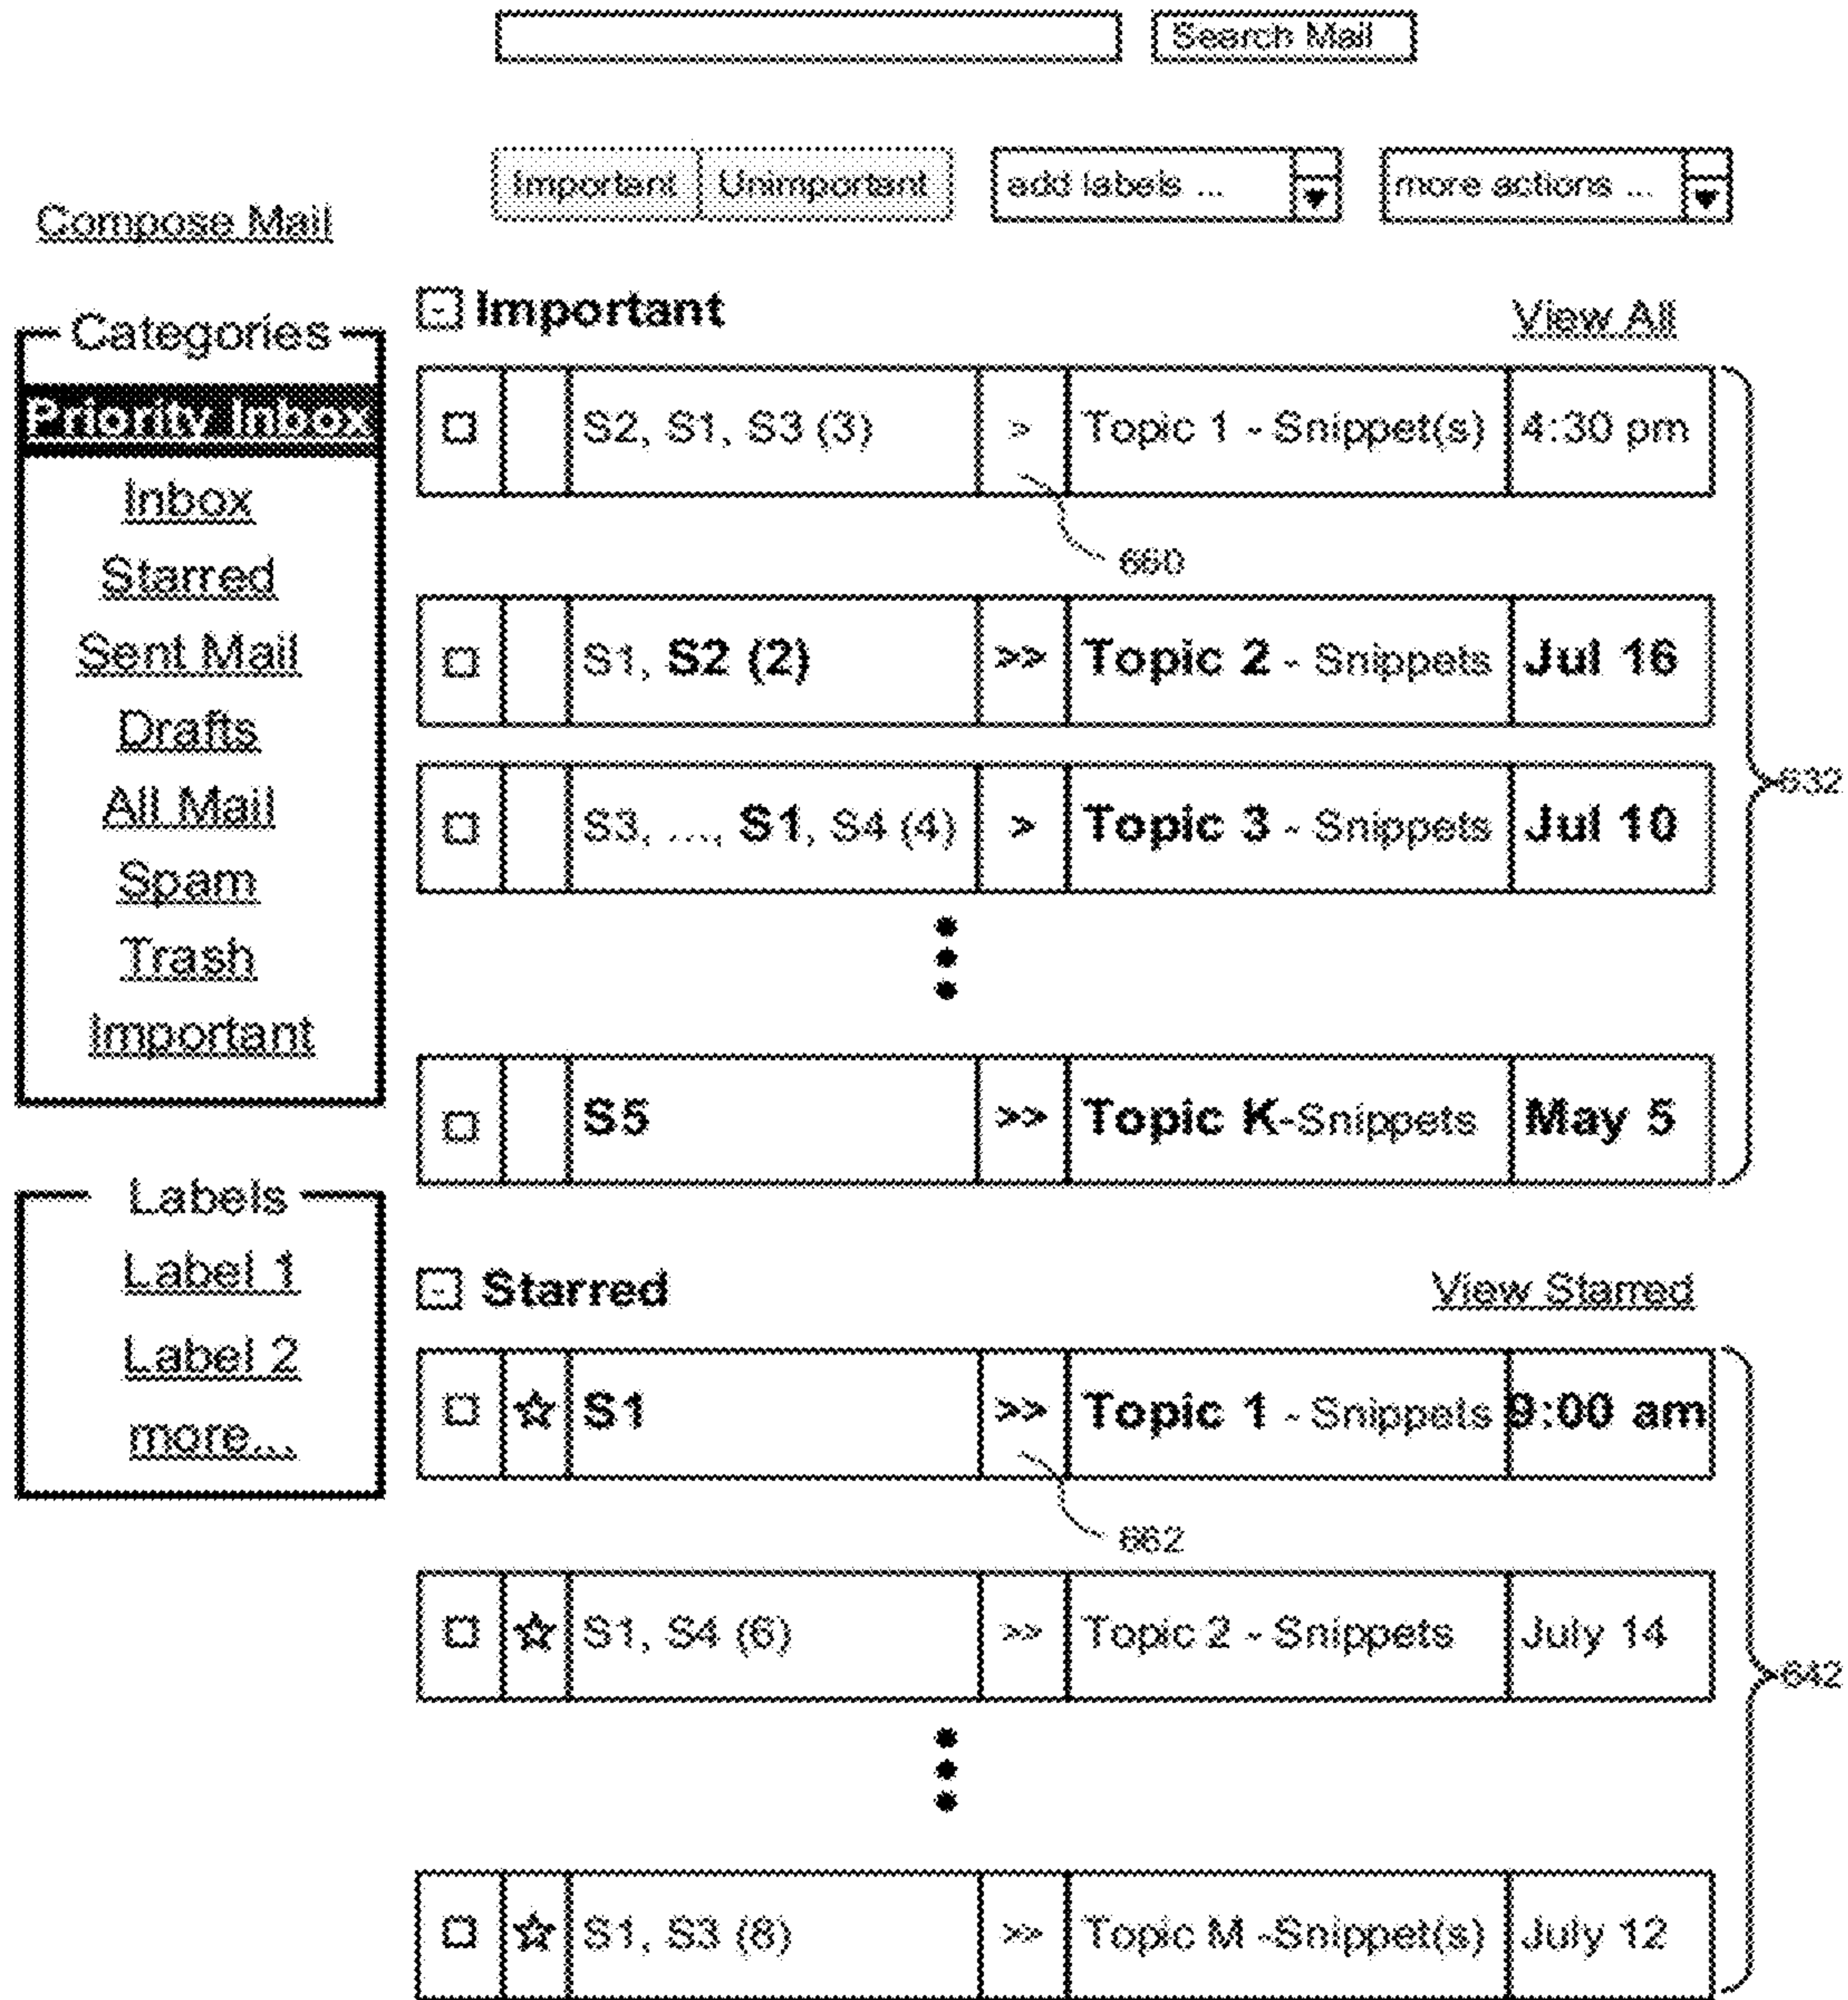 Search Mail
Important Unimportant add labels ... more actions ...
Compose Mail
Categories
Priority Inbox
Inbox
Starred
Sent Mail
Drafts
All Mail
Spam
Trash
Important
Labels
Label 1
Label 2
more...
- Important View All
S2, S1, S3 (3) > Topic 1 - Snippet(s) 4:30 pm
660
S1, S2 (2) >> Topic 2 - Snippets Jul 16
S3, ..., S1, S4 (4) > Topic 3 - Snippets Jul 10
632
S5 >> Topic K-Snippets May 5
- Starred View Starred
S1 >> Topic 1 - Snippets 9:00 am
662
S1, S4 (6) >> Topic 2 - Snippets July 14
642
S1, S3 (8) >> Topic M -Snippet(s) July 12